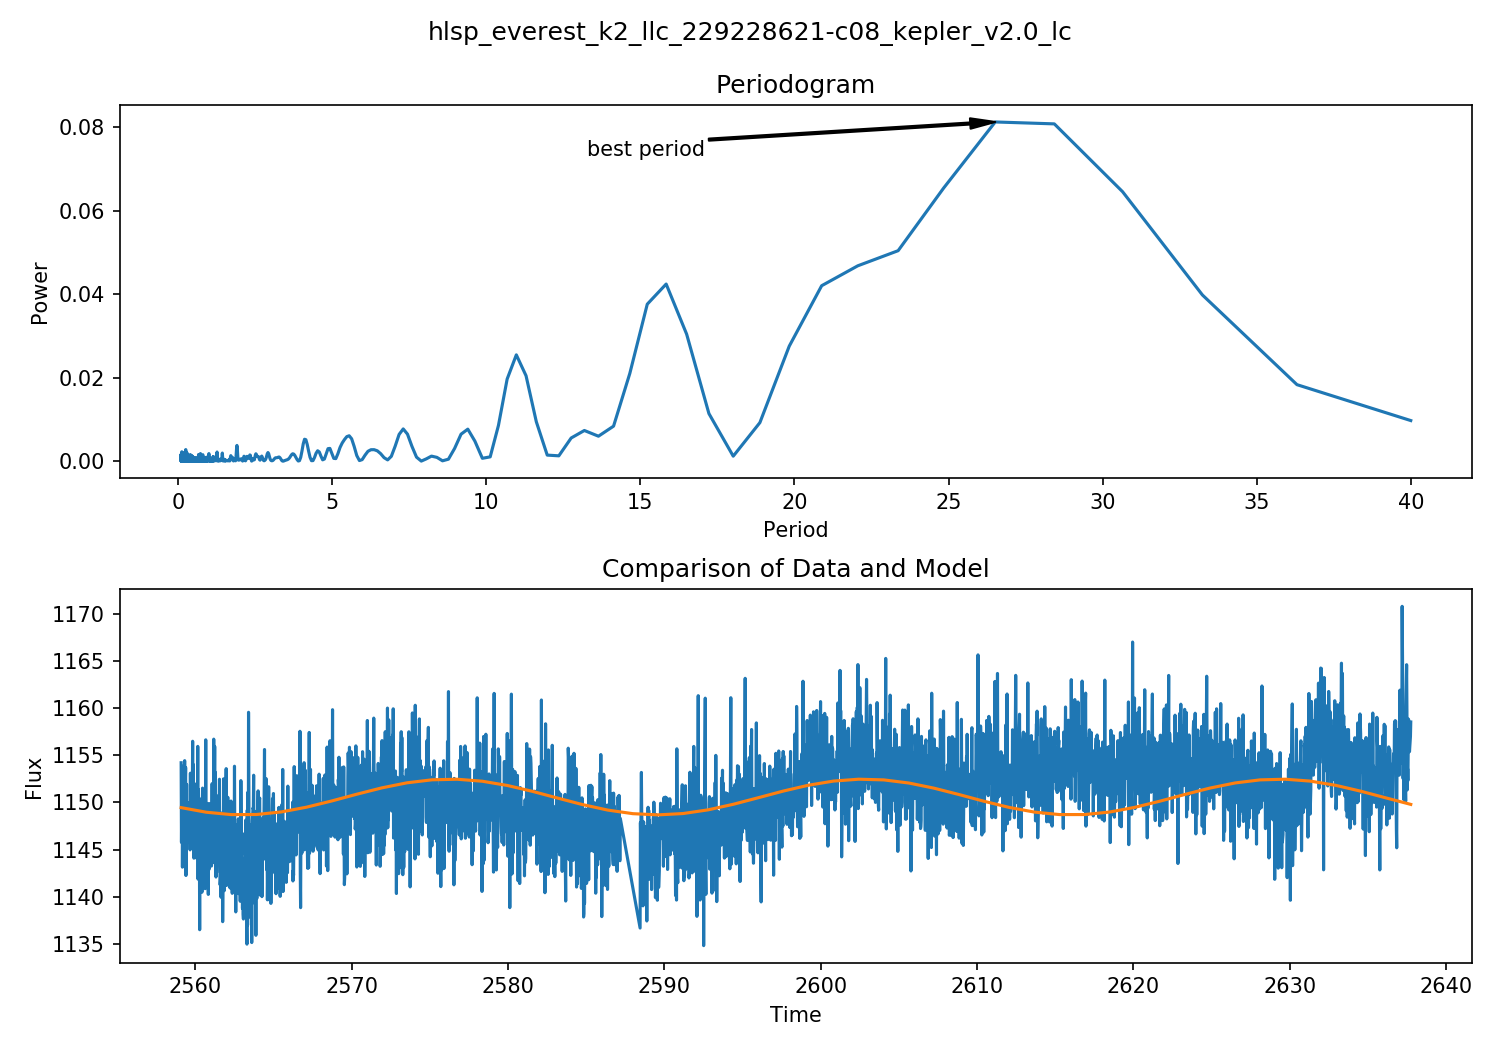 hlsp_everest_k2_llc_229228621-c08_kepler_v2.0_lc
Periodogram
0.08
0.06
0.04
0.02
0.00
Power
best period
0 5 10 15 20 25 30 35 40
Period
Comparison of Data and Model
1170
1165
1160
1155
1150
1145
1140
1135
Flux
2560 2570 2580 2590 2600 2610 2620 2630 2640
Time